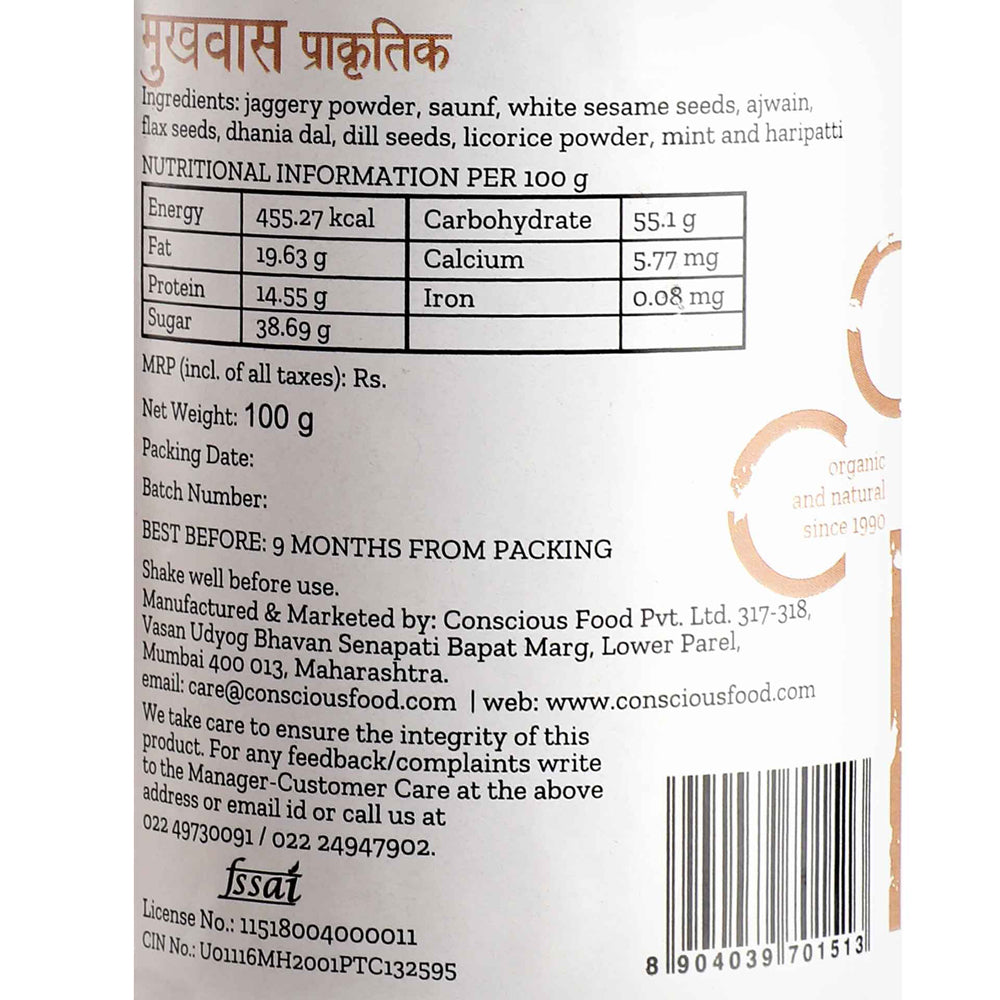 मुखवास प्राकृतिक
Ingredients: jaggery powder, saunf, white sesame seeds, ajwain,
flax seeds, dhania dal, dill seeds, licorice powder, mint and haripatti
NUTRITIONAL INFORMATION PER 100 g
Energy 455.27 kcal Carbohydrate 55.1 g
Fat 19.63 g Calcium 5.77 mg
Protein 14.55 g Iron 0.08 mg
Sugar 38.69 g
MRP (incl. of all taxes): Rs.
Net Weight: 100 g
Packing Date:
Batch Number:
BEST BEFORE: 9 MONTHS FROM PACKING
Shake well before use.
Manufactured & Marketed by: Conscious Food Pvt. Ltd. 317-318,
Vasan Udyog Bhavan Senapati Bapat Marg, Lower Parel,
Mumbai 400 013, Maharashtra.
email: care@consciousfood.com | web: www.consciousfood.com
We take care to ensure the integrity of this
product. For any feedback/complaints write
to the Manager-Customer Care at the above
address or email id or call us at
022 49730091 / 022 24947902.
fssai
License No.: 11518004000011
CIN No.: U01116MH2001PTC132595
organic
and natural
since 1990
8 904039 701513